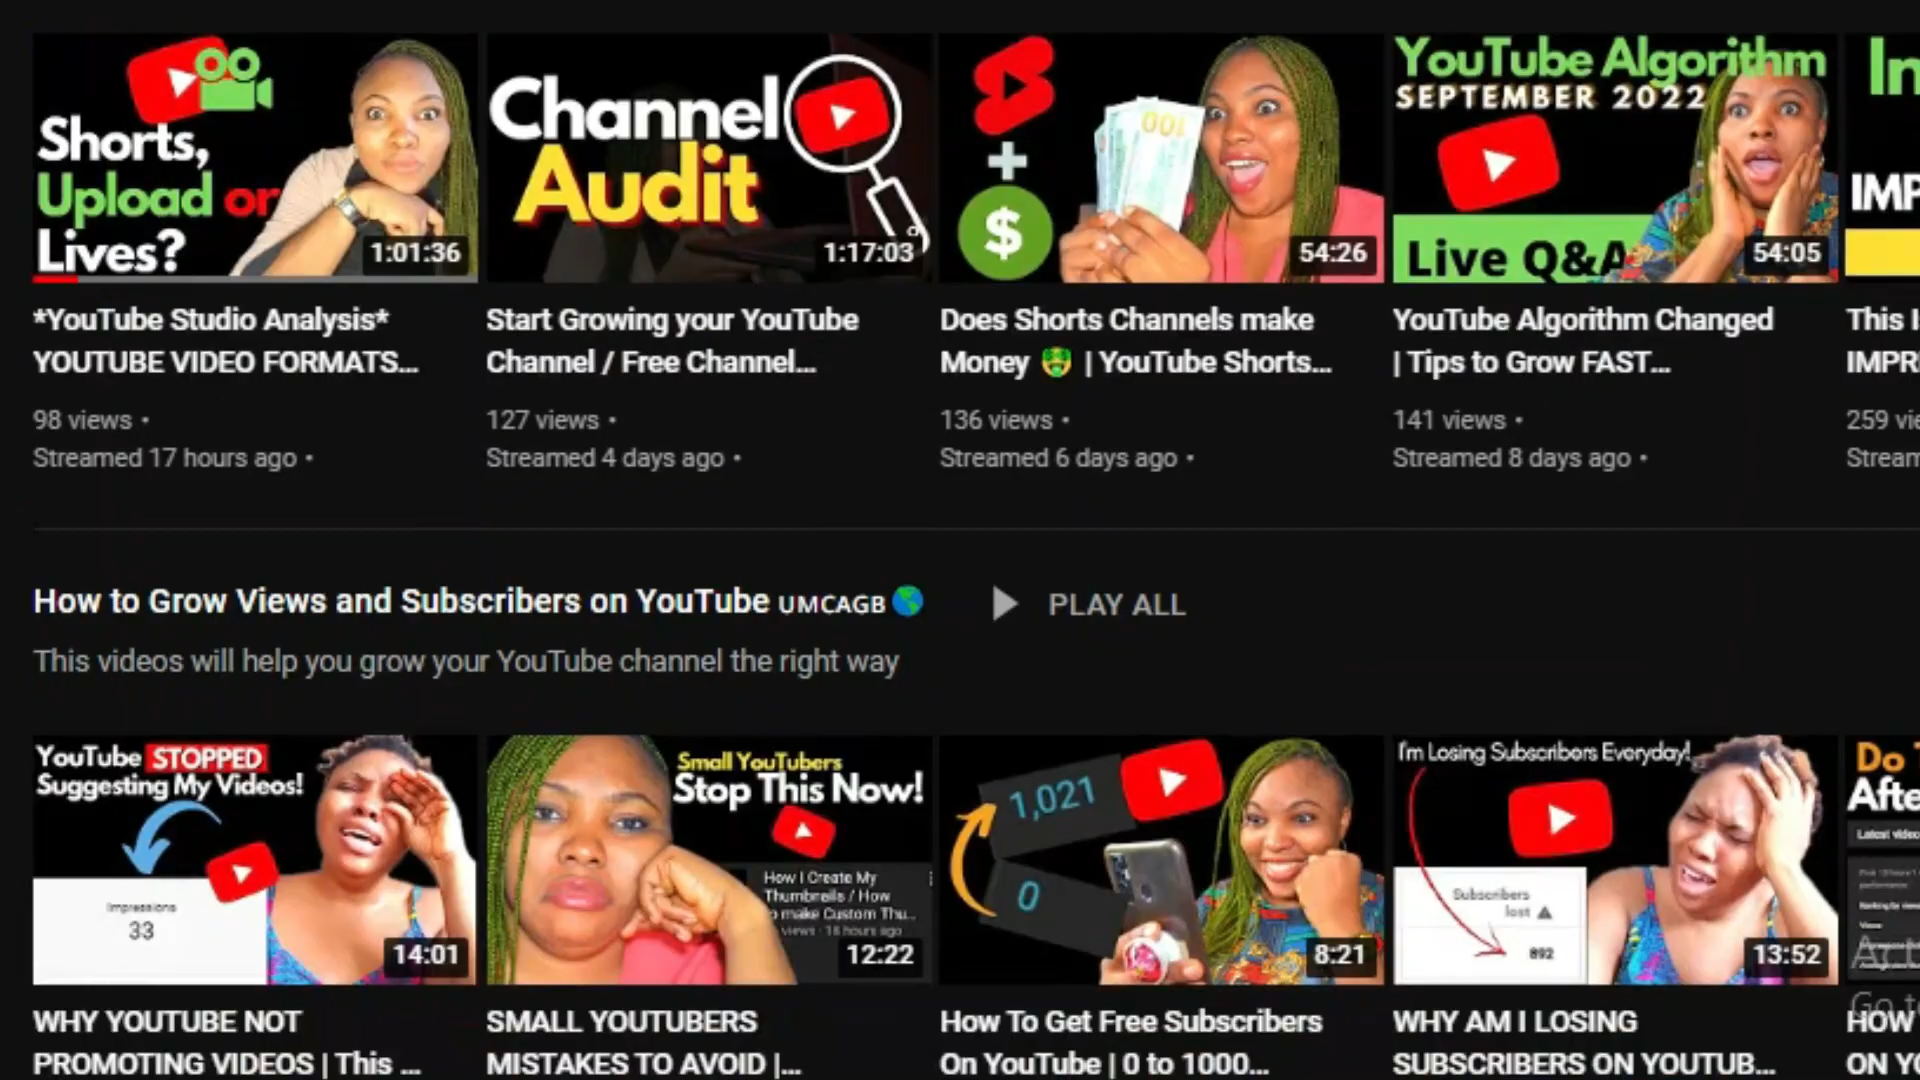 Shorts,
Upload or
Lives?
1:01:36
Channel
Audit
1:17:03
100
+
$
54:26
YouTube Algorithm
SEPTEMBER 2022
Live Q&A
54:05
In
IMP
*YouTube Studio Analysis*
YOUTUBE VIDEO FORMATS...
98 views •
Streamed 17 hours ago •
Start Growing your YouTube
Channel / Free Channel...
127 views •
Streamed 4 days ago •
Does Shorts Channels make
Money 🤑 | YouTube Shorts...
136 views •
Streamed 6 days ago •
YouTube Algorithm Changed
| Tips to Grow FAST...
141 views •
Streamed 8 days ago •
This
IMPR
259 vie
Stream
How to Grow Views and Subscribers on YouTube ᴜᴍᴄᴀɢʙ🌎
PLAY ALL
This videos will help you grow your YouTube channel the right way
YouTube STOPPED
Suggesting My Videos!
Impressions
33
14:01
Small YouTubers
Stop This Now!
How I Create My
Thumbnails / How
o make Custom Thu...
views · 18 hours ago
12:22
1,021
0
8:21
I'm Losing Subscribers Everyday!
Subscribers
lost
892
13:52
Do
Afte
Latest video
WHY YOUTUBE NOT
PROMOTING VIDEOS | This ...
SMALL YOUTUBERS
MISTAKES TO AVOID |...
How To Get Free Subscribers
On YouTube | 0 to 1000...
WHY AM I LOSING
SUBSCRIBERS ON YOUTUB...
Act
Go t
HOW
ON YO